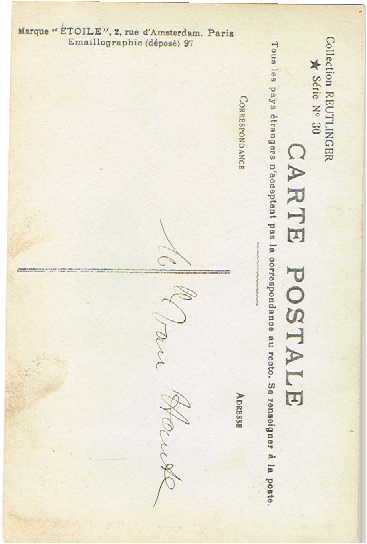 Collection REUTLINGER
★ Série N° 30
CARTE POSTALE
Tous les pays étrangers n'acceptent pas la correspondance au recto. Se renseigner à la poste.
CORRESPONDANCE
ADRESSE
Van
Marque "ÉTOILE", 2, rue d'Amsterdam. Paris
Emaillographie (déposé) 97